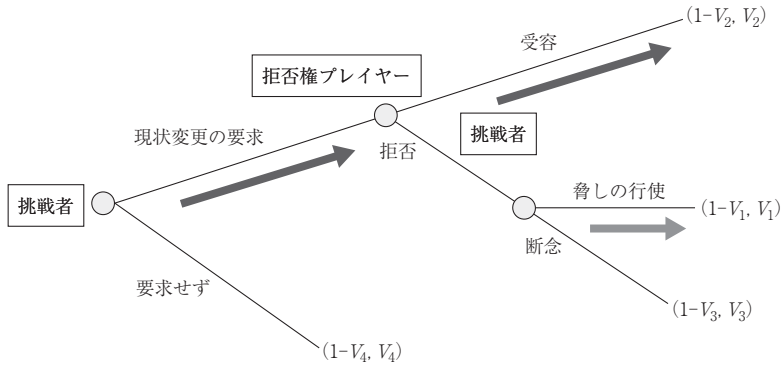 (1−V₂, V₂)
受容
拒否権プレイヤー
挑戦者
現状変更の要求
拒否
脅しの行使
挑戦者
(1−V₁, V₁)
断念
要求せず
(1−V₃, V₃)
(1−V₄, V₄)